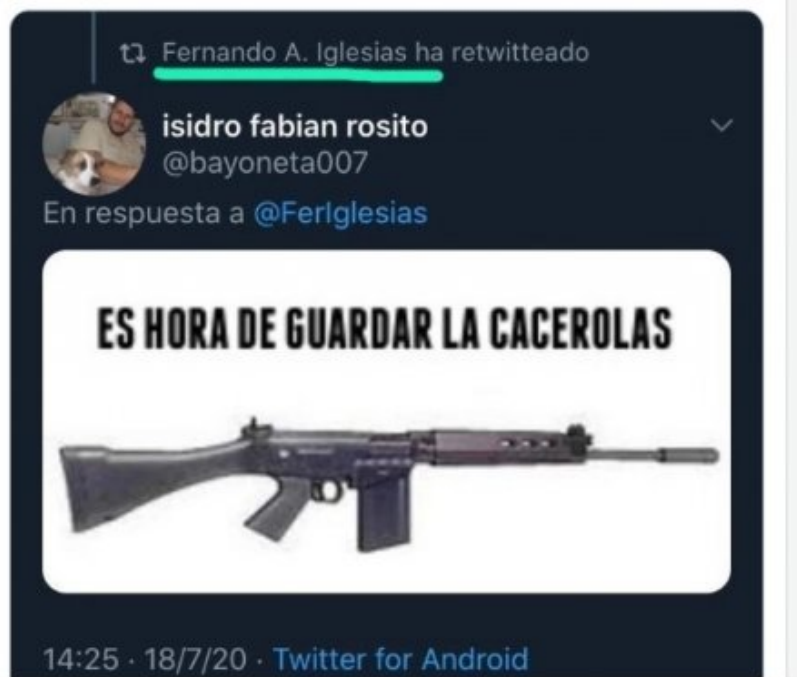 Fernando A. Iglesias ha retwitteado
isidro fabian rosito
@bayoneta007
En respuesta a @FerIglesias
ES HORA DE GUARDAR LA CACEROLAS
14:25 · 18/7/20 · Twitter for Android